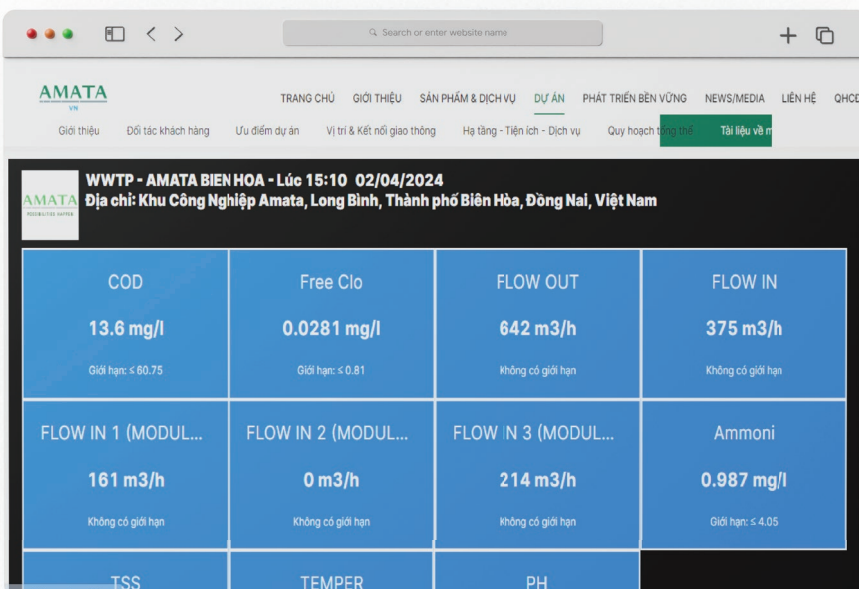 Search or enter website name
AMATA
VN
TRANG CHỦ GIỚI THIỆU SẢN PHẨM & DỊCH VỤ DỰ ÁN PHÁT TRIỂN BỀN VỮNG NEWS/MEDIA LIÊN HỆ QHCD
Giới thiệu Đối tác khách hàng Ưu điểm dự án Vị trí & Kết nối giao thông Hạ tầng - Tiện ích - Dịch vụ Quy hoạch tổng thể Tài liệu về m
AMATA
WWTP - AMATA BIEN HOA - Lúc 15:10 02/04/2024
Địa chỉ: Khu Công Nghiệp Amata, Long Bình, Thành phố Biên Hòa, Đồng Nai, Việt Nam
COD Free Clo FLOW OUT FLOW IN
13.6 mg/l 0.0281 mg/l 642 m3/h 375 m3/h
Giới hạn: ≤ 60.75 Giới hạn: ≤ 0.81 Không có giới hạn Không có giới hạn
FLOW IN 1 (MODUL... FLOW IN 2 (MODUL... FLOW IN 3 (MODUL... Ammoni
161 m3/h 0 m3/h 214 m3/h 0.987 mg/l
Không có giới hạn Không có giới hạn Không có giới hạn Giới hạn: ≤ 4.05
TSS TEMPER PH